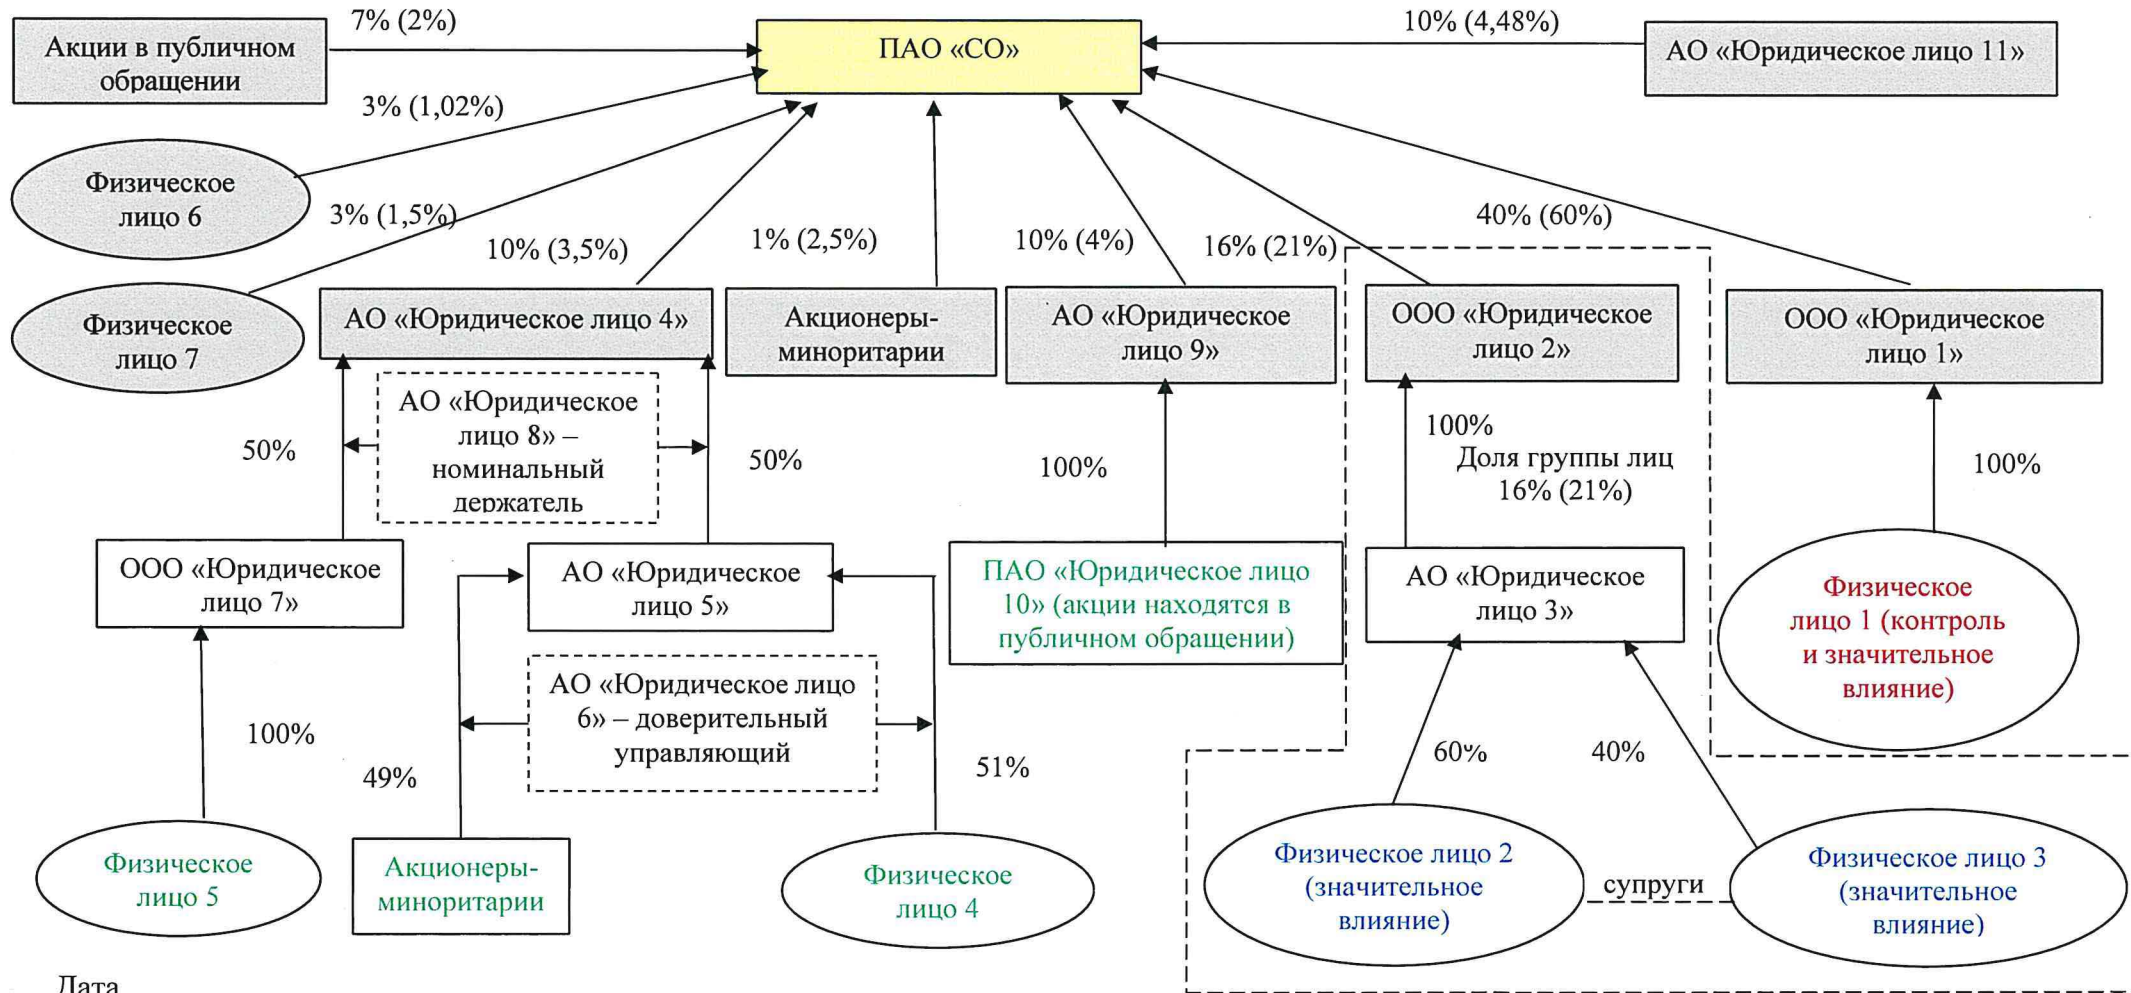 7% (2%)
10% (4,48%)
Акции в публичном
обращении
ПАО «СО»
АО «Юридическое лицо 11»
3% (1,02%)
Физическое
лицо 6
3% (1,5%)
10% (3,5%)
1% (2,5%)
10% (4%)
16% (21%)
40% (60%)
Физическое
лицо 7
АО «Юридическое лицо 4»
Акционеры-
миноритарии
АО «Юридическое
лицо 9»
ООО «Юридическое
лицо 2»
ООО «Юридическое
лицо 1»
АО «Юридическое
лицо 8» –
номинальный
держатель
50%
50%
100%
100%
Доля группы лиц
16% (21%)
100%
ООО «Юридическое
лицо 7»
АО «Юридическое
лицо 5»
ПАО «Юридическое лицо
10» (акции находятся в
публичном обращении)
АО «Юридическое
лицо 3»
Физическое
лицо 1 (контроль
и значительное
влияние)
АО «Юридическое лицо
6» – доверительный
управляющий
100%
49%
51%
60%
40%
Физическое
лицо 5
Акционеры-
миноритарии
Физическое
лицо 4
Физическое лицо 2
(значительное
влияние)
супруги
Физическое лицо 3
(значительное
влияние)
Дата